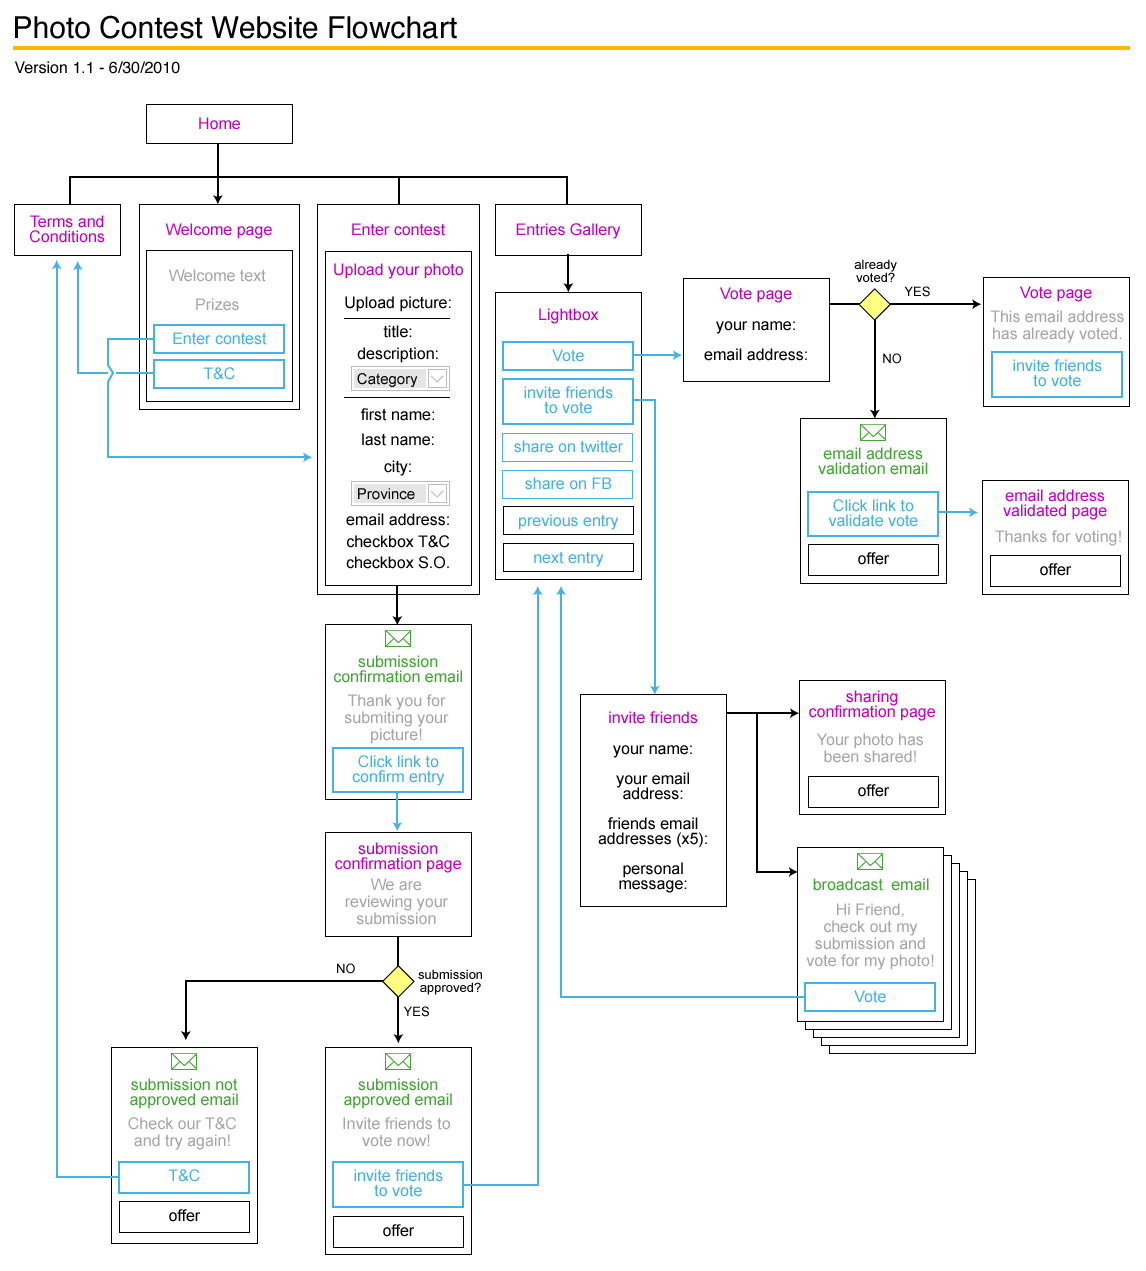 Photo Contest Website Flowchart
Version 1.1 - 6/30/2010
Home
Terms and
Conditions
Welcome page
Welcome text
Prizes
Enter contest
T&C
Enter contest
Upload your photo
Upload picture:
title:
description:
Category
first name:
last name:
city:
Province
email address:
checkbox T&C
checkbox S.O.
Entries Gallery
Lightbox
Vote
invite friends
to vote
share on twitter
share on FB
previous entry
next entry
Vote page
your name:
email address:
already
voted?
YES
NO
Vote page
This email address
has already voted.
invite friends
to vote
email address
validation email
Click link to
validate vote
offer
email address
validated page
Thanks for voting!
offer
submission
confirmation email
Thank you for
submiting your
picture!
Click link to
confirm entry
submission
confirmation page
We are
reviewing your
submission
NO
submission
approved?
YES
submission not
approved email
Check our T&C
and try again!
T&C
offer
submission
approved email
Invite friends to
vote now!
invite friends
to vote
offer
invite friends
your name:
your email
address:
friends email
addresses (x5):
personal
message:
sharing
confirmation page
Your photo has
been shared!
offer
broadcast email
Hi Friend,
check out my
submission and
vote for my photo!
Vote